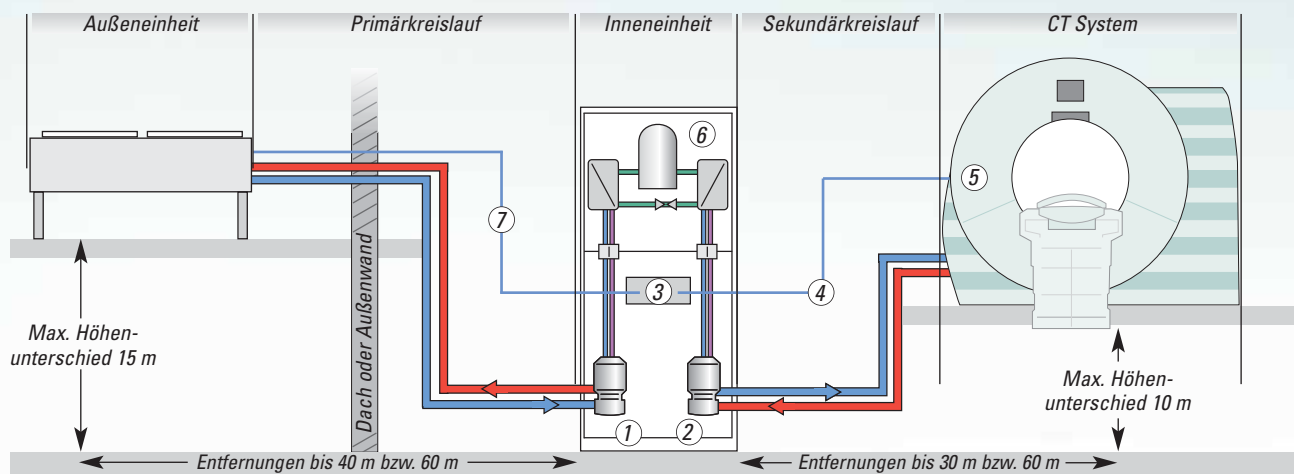 Außeneinheit
Primärkreislauf
Inneneinheit
Sekundärkreislauf
CT System
6
5
7
3
4
Max. Höhen-
unterschied 15 m
Dach oder Außenwand
Max. Höhen-
unterschied 10 m
1
2
Entfernungen bis 40 m bzw. 60 m
Entfernungen bis 30 m bzw. 60 m